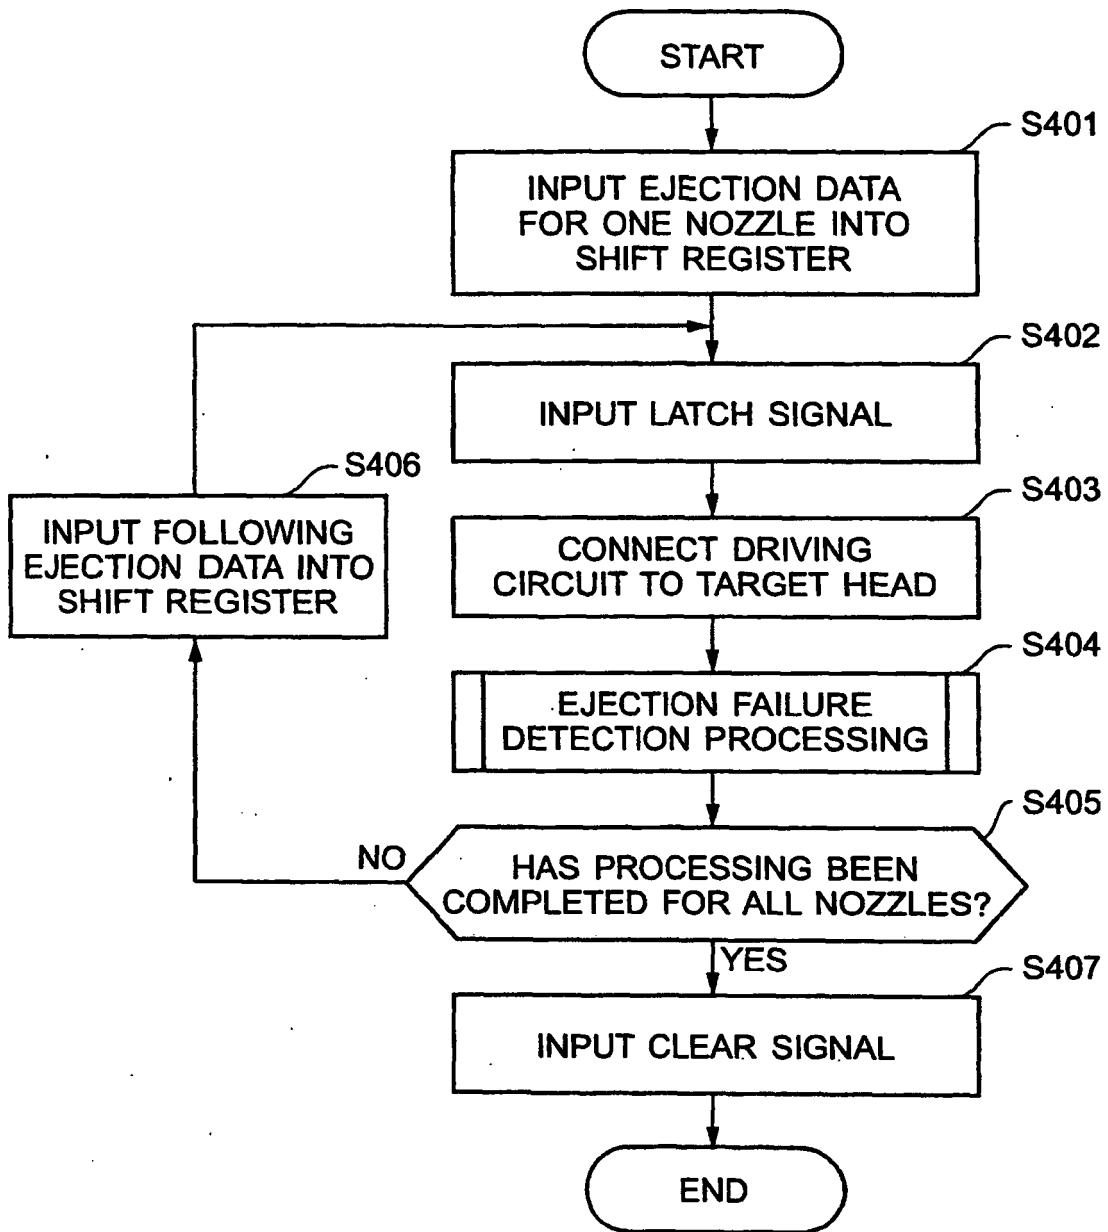 START
S401
INPUT EJECTION DATA
FOR ONE NOZZLE INTO
SHIFT REGISTER
S402
INPUT LATCH SIGNAL
S406
INPUT FOLLOWING
EJECTION DATA INTO
SHIFT REGISTER
S403
CONNECT DRIVING
CIRCUIT TO TARGET HEAD
S404
EJECTION FAILURE
DETECTION PROCESSING
S405
NO
HAS PROCESSING BEEN
COMPLETED FOR ALL NOZZLES?
YES
S407
INPUT CLEAR SIGNAL
END